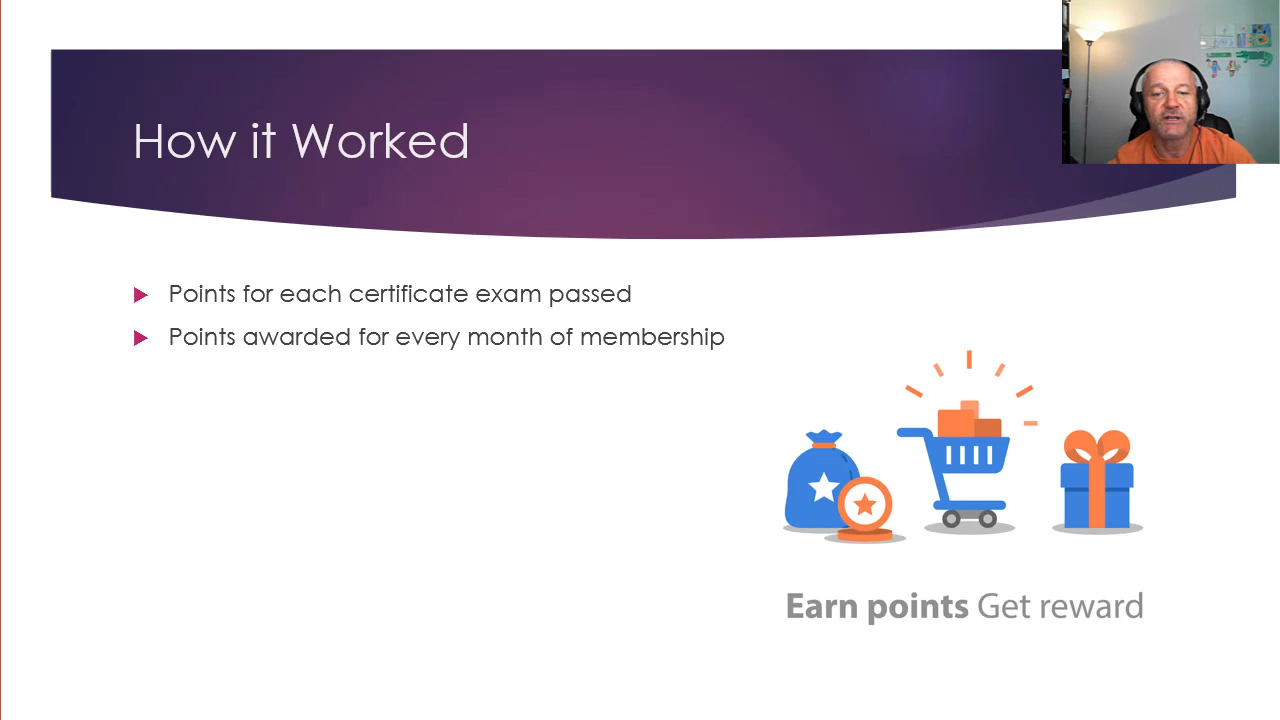 How it Worked
Points for each certificate exam passed
Points awarded for every month of membership
Earn points Get reward